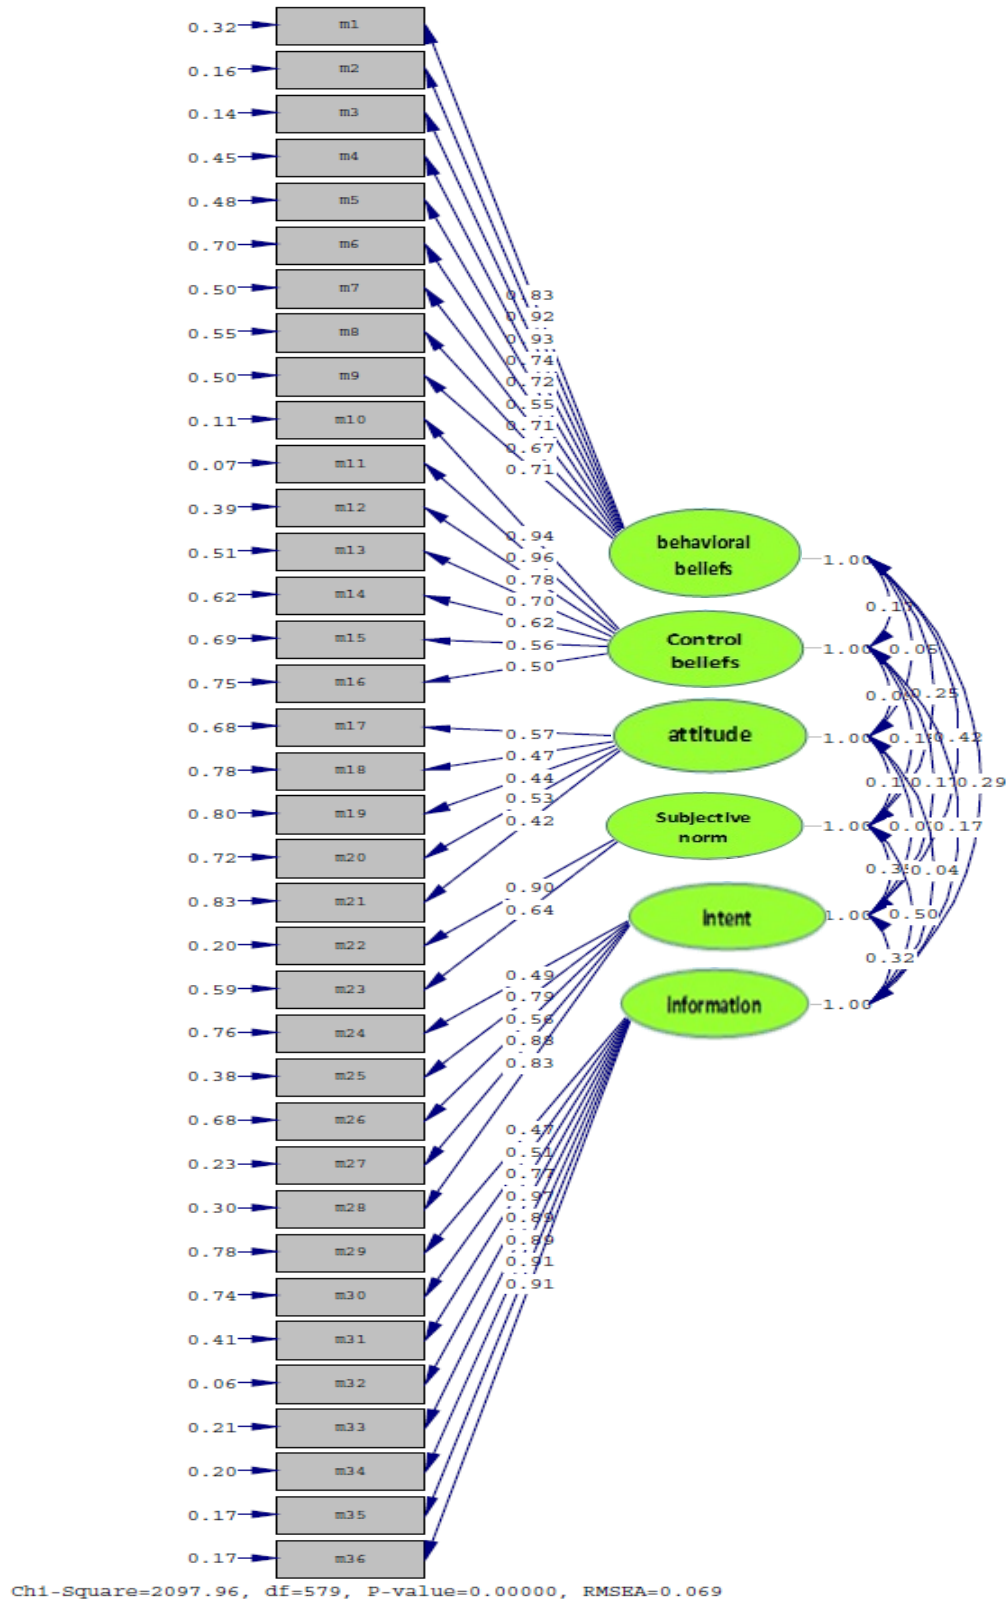 0.32 m1
0.16 m2
0.14 m3
0.45 m4
0.48 m5
0.70 m6
0.50 m7
0.55 m8
0.50 m9
0.11 m10
0.07 m11
0.39 m12
0.51 m13
0.62 m14
0.69 m15
0.75 m16
0.68 m17
0.78 m18
0.80 m19
0.72 m20
0.83 m21
0.20 m22
0.59 m23
0.76 m24
0.38 m25
0.68 m26
0.23 m27
0.30 m28
0.78 m29
0.74 m30
0.41 m31
0.06 m32
0.21 m33
0.20 m34
0.17 m35
0.17 m36
0.83
0.92
0.93
0.74
0.72
0.55
0.71
0.67
0.71
0.94
0.96
0.78
0.70
0.62
0.56
0.50
0.57
0.47
0.44
0.53
0.42
0.90
0.64
0.49
0.79
0.56
0.88
0.83
0.47
0.51
0.77
0.97
0.89
0.89
0.91
0.91
behavioral
beliefs
1.00
Control
beliefs
1.00
attitude
1.00
Subjective
norm
1.00
Intent
1.00
Information
1.00
0.25
0.42
0.29
0.17
0.04
0.50
0.32
Chi-Square=2097.96, df=579, P-value=0.00000, RMSEA=0.069